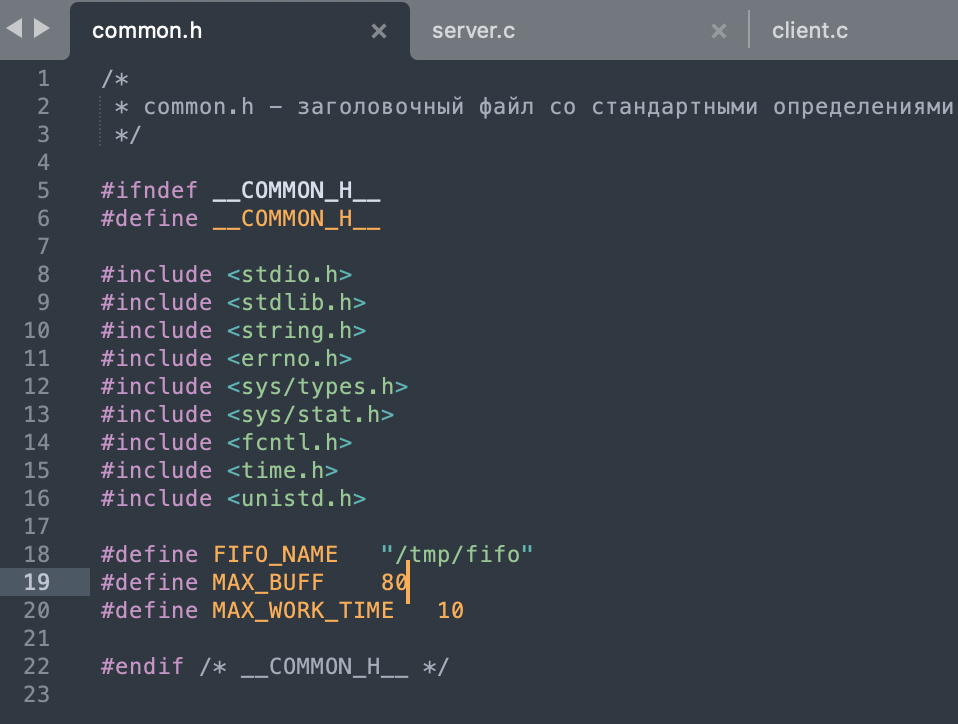 common.h × server.c × client.c
1 /*
2 * common.h – заголовочный файл со стандартными определениями
3 */
4
5 #ifndef __COMMON_H__
6 #define __COMMON_H__
7
8 #include <stdio.h>
9 #include <stdlib.h>
10 #include <string.h>
11 #include <errno.h>
12 #include <sys/types.h>
13 #include <sys/stat.h>
14 #include <fcntl.h>
15 #include <time.h>
16 #include <unistd.h>
17
18 #define FIFO_NAME "/tmp/fifo"
19 #define MAX_BUFF 80
20 #define MAX_WORK_TIME 10
21
22 #endif /* __COMMON_H__ */
23